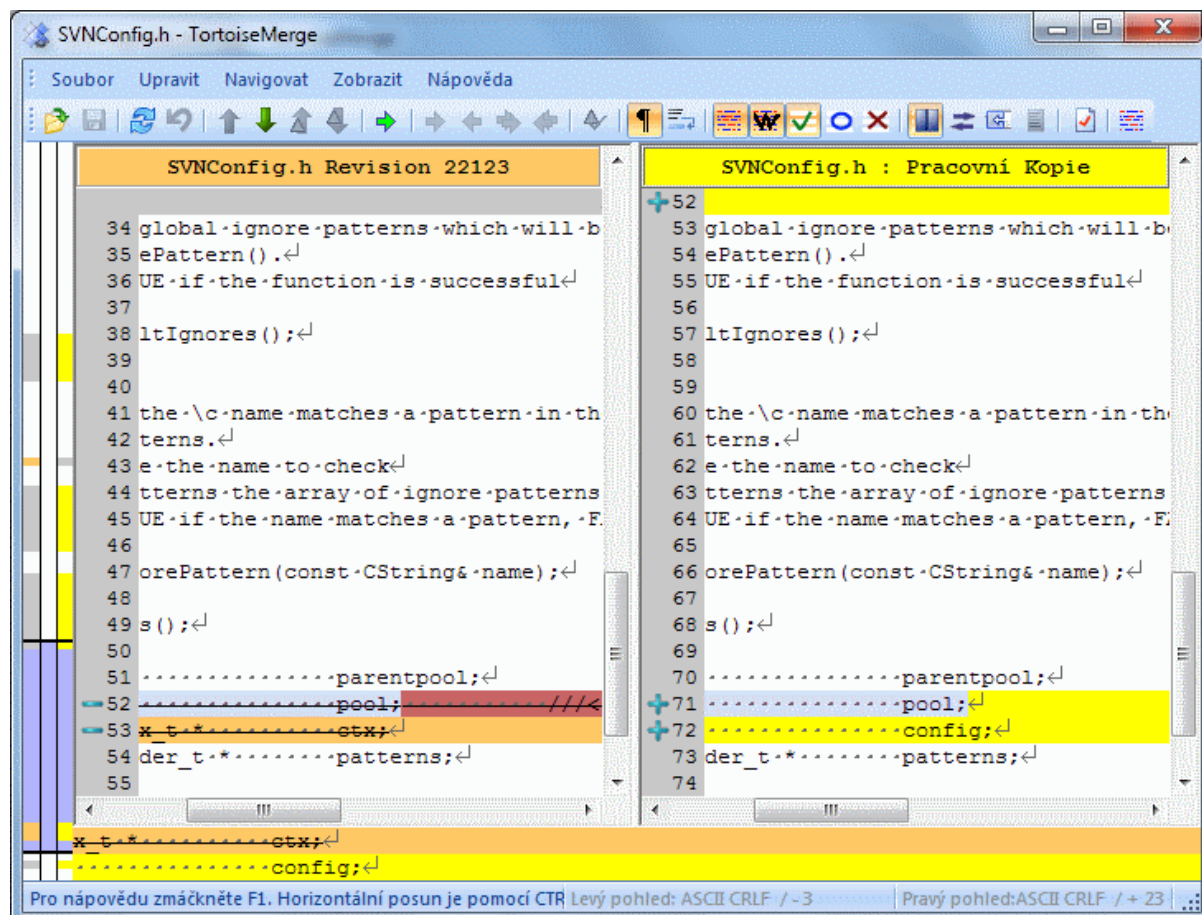 SVNConfig.h - TortoiseMerge
Soubor Upravit Navigovat Zobrazit Nápověda
SVNConfig.h Revision 22123
34 global·ignore·patterns·which·will·b
35 ePattern().↵
36 UE·if·the·function·is·successful↵
37
38 ltIgnores();↵
39
40
41 the·\c·name·matches·a·pattern·in·th
42 terns.↵
43 e·the·name·to·check↵
44 tterns·the·array·of·ignore·patterns
45 UE·if·the·name·matches·a·pattern,·F
46
47 orePattern(const·CString&·name);↵
48
49 s();↵
50
51 ···············parentpool;↵
52 ···············pool;···········///<
53 x_t·*··········ctx;↵
54 der_t·*········patterns;↵
55
SVNConfig.h : Pracovní Kopie
52
53 global·ignore·patterns·which·will·b
54 ePattern().↵
55 UE·if·the·function·is·successful↵
56
57 ltIgnores();↵
58
59
60 the·\c·name·matches·a·pattern·in·th
61 terns.↵
62 e·the·name·to·check↵
63 tterns·the·array·of·ignore·patterns
64 UE·if·the·name·matches·a·pattern,·F
65
66 orePattern(const·CString&·name);↵
67
68 s();↵
69
70 ···············parentpool;↵
71 ···············pool;↵
72 ···············config;↵
73 der_t·*········patterns;↵
74
x_t·*··········ctx;↵
···············config;↵
Pro nápovědu zmáčkněte F1. Horizontální posun je pomocí CTR Levý pohled: ASCII CRLF / - 3 Pravý pohled:ASCII CRLF / + 23